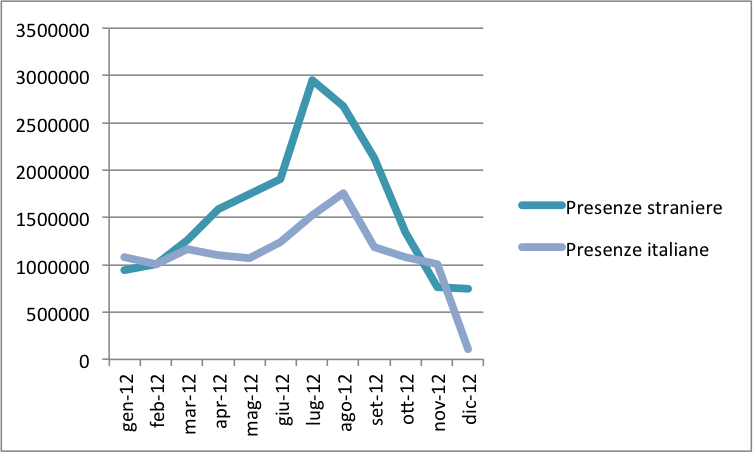 3500000
3000000
2500000
2000000
1500000
1000000
500000
0
gen-12
feb-12
mar-12
apr-12
mag-12
giu-12
lug-12
ago-12
set-12
ott-12
nov-12
dic-12
Presenze straniere
Presenze italiane